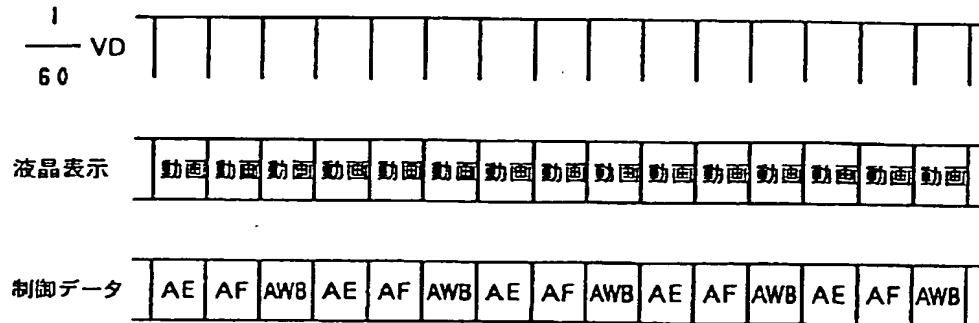 1
VD
60
液晶表示 動画 動画 動画 動画 動画 動画 動画 動画 動画 動画 動画 動画 動画 動画 動画
制御データ AE AF AWB AE AF AWB AE AF AWB AE AF AWB AE AF AWB